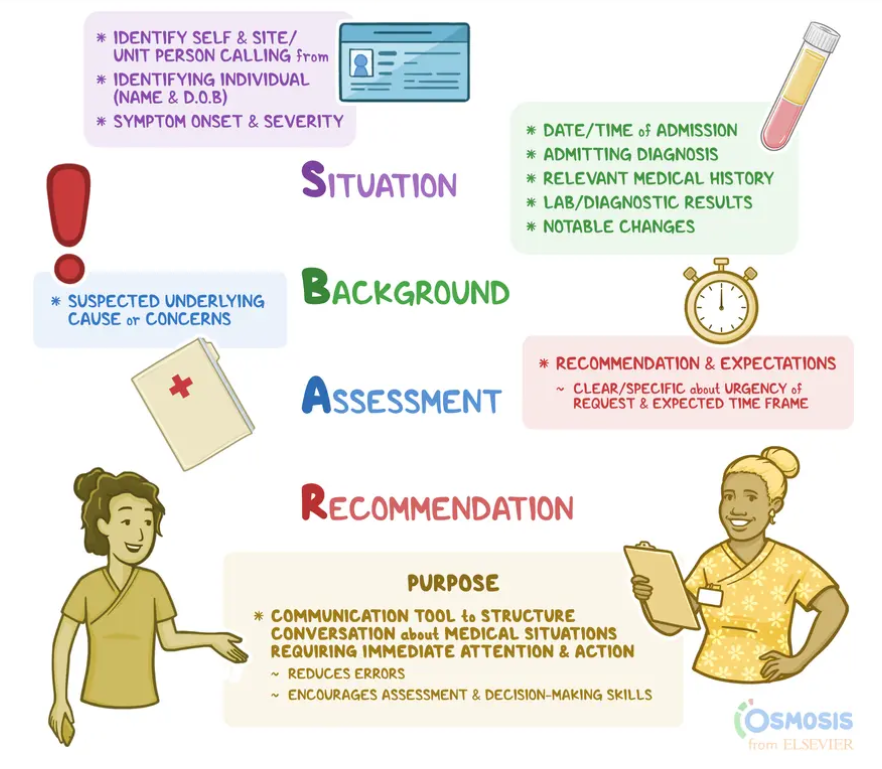 * IDENTIFY SELF & SITE/
UNIT PERSON CALLING from
* IDENTIFYING INDIVIDUAL
(NAME & D.O.B)
* SYMPTOM ONSET & SEVERITY
SITUATION
* DATE/TIME of ADMISSION
* ADMITTING DIAGNOSIS
* RELEVANT MEDICAL HISTORY
* LAB/DIAGNOSTIC RESULTS
* NOTABLE CHANGES
BACKGROUND
* SUSPECTED UNDERLYING
CAUSE or CONCERNS
ASSESSMENT
* RECOMMENDATION & EXPECTATIONS
~ CLEAR/SPECIFIC about URGENCY of
REQUEST & EXPECTED TIME FRAME
RECOMMENDATION
PURPOSE
* COMMUNICATION TOOL to STRUCTURE
CONVERSATION about MEDICAL SITUATIONS
REQUIRING IMMEDIATE ATTENTION & ACTION
~ REDUCES ERRORS
~ ENCOURAGES ASSESSMENT & DECISION-MAKING SKILLS
OSMOSIS
from ELSEVIER